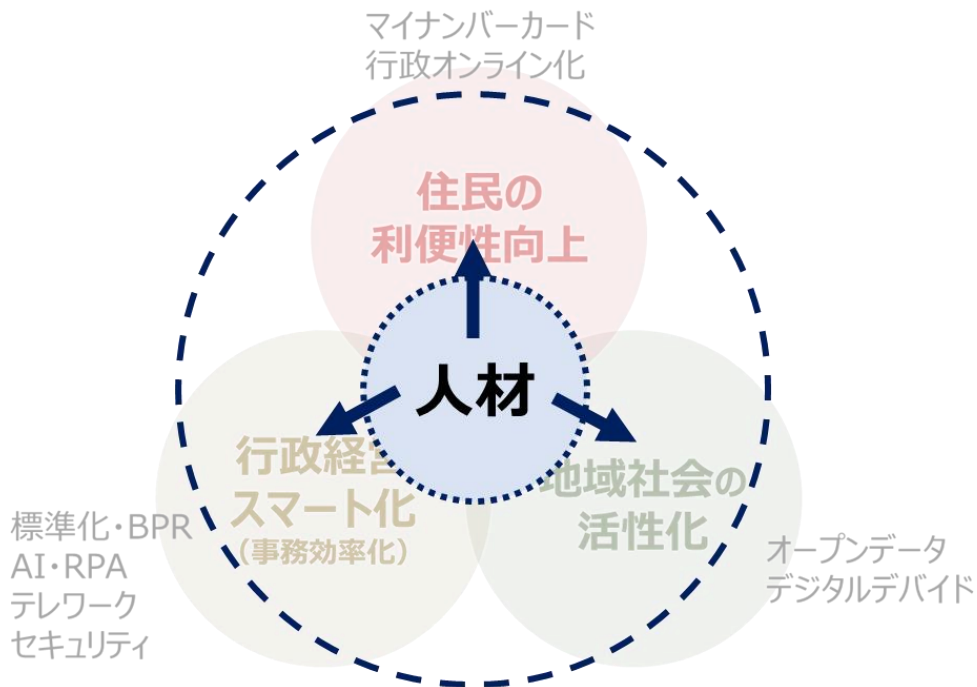 マイナンバーカード
行政オンライン化
住民の
利便性向上
人材
行政経営
スマート化
(事務効率化)
地域社会の
活性化
標準化・BPR
AI・RPA
テレワーク
セキュリティ
オープンデータ
デジタルデバイド